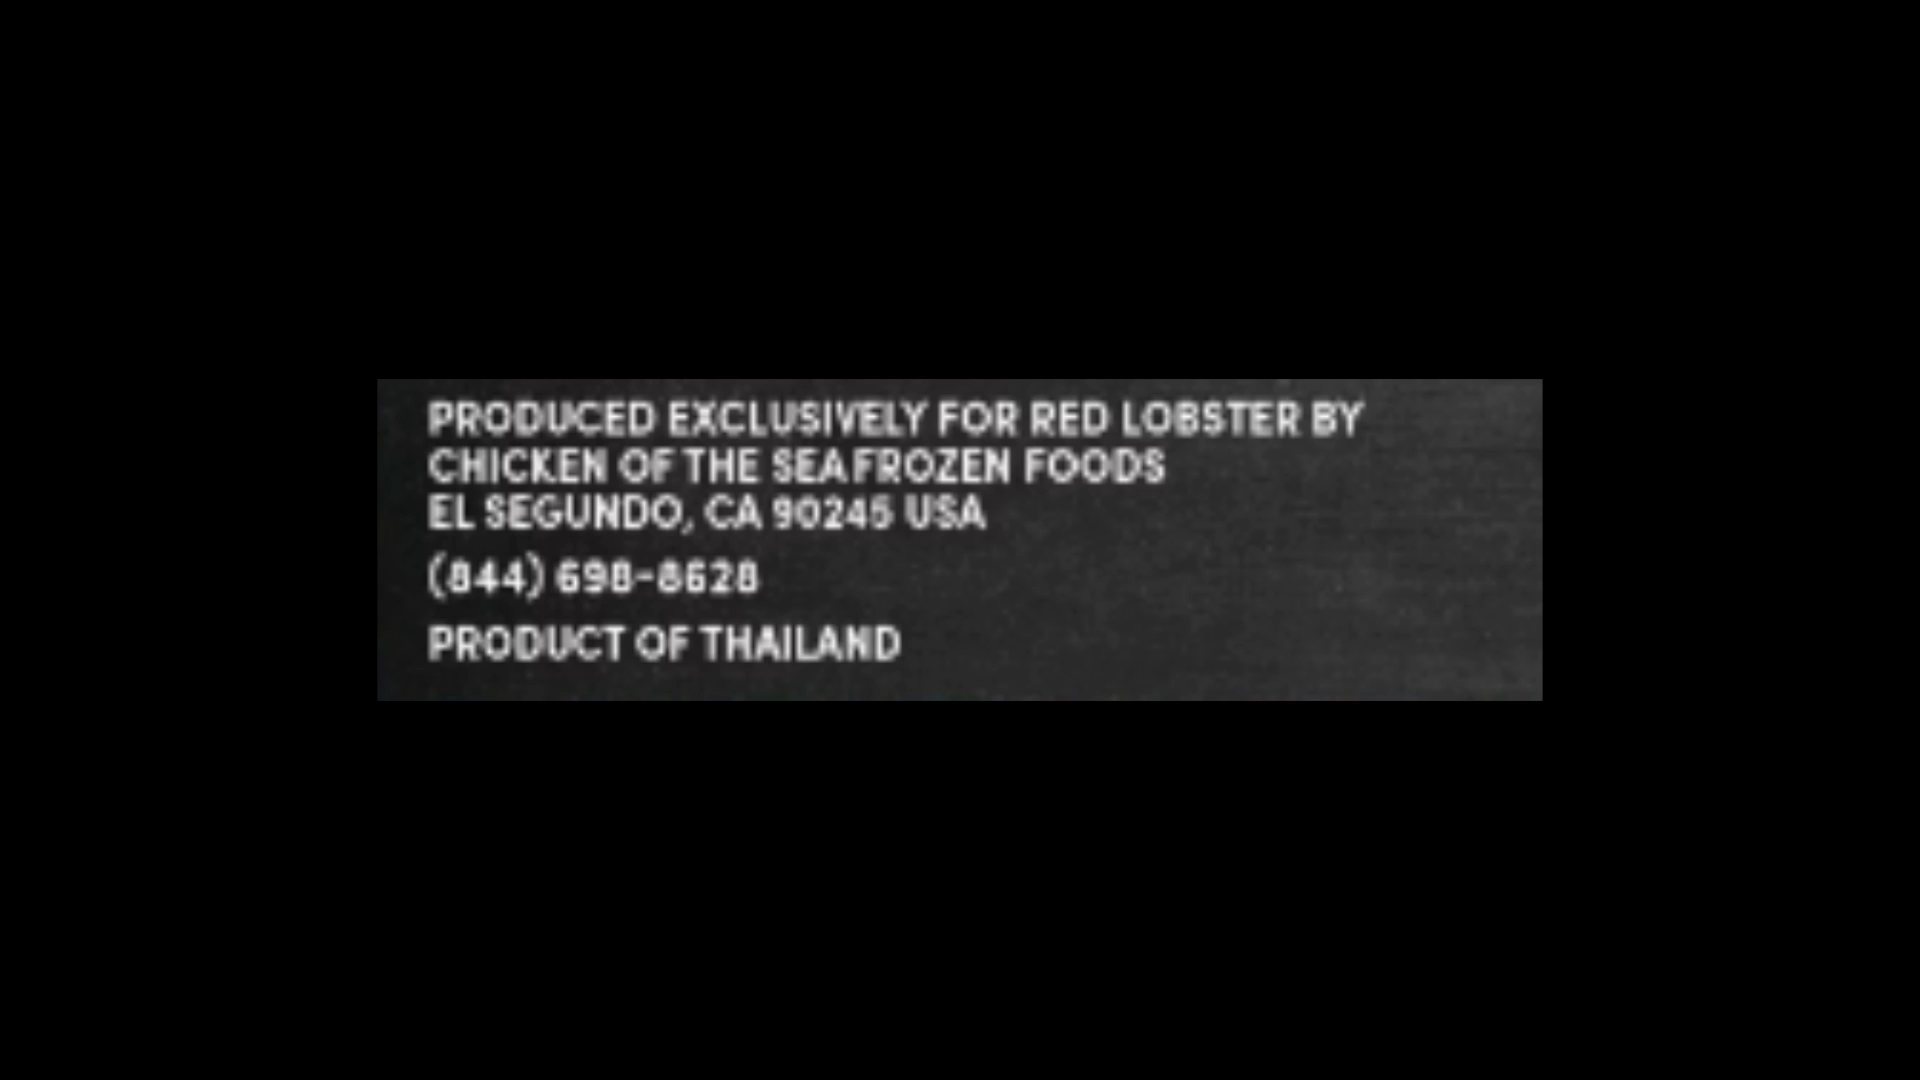 PRODUCED EXCLUSIVELY FOR RED LOBSTER BY
CHICKEN OF THE SEA FROZEN FOODS
EL SEGUNDO, CA 90245 USA
(844) 698-8628
PRODUCT OF THAILAND